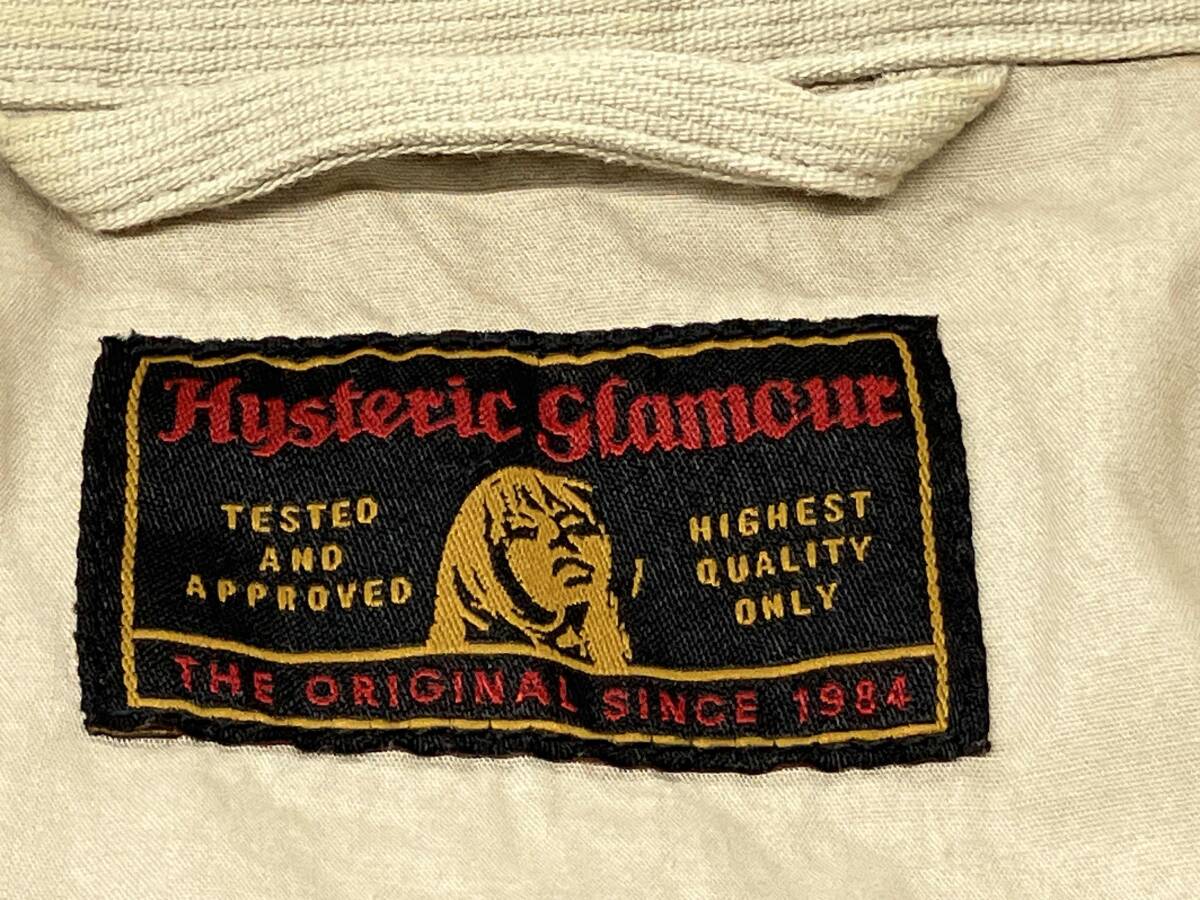 Hysteric Glamour
TESTED
AND
APPROVED
HIGHEST
QUALITY
ONLY
THE ORIGINAL SINCE 1984